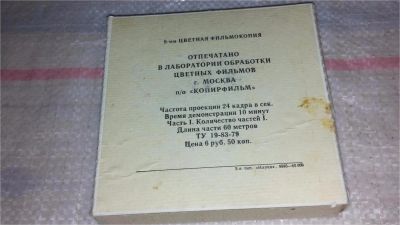 8-мм ЦВЕТНАЯ ФИЛЬМОКОПИЯ
ОТПЕЧАТАНО
В ЛАБОРАТОРИИ ОБРАБОТКИ
ЦВЕТНЫХ ФИЛЬМОВ
г. МОСКВА
п/о «КОПИРФИЛЬМ»
Частота проекции 24 кадра в сек.
Время демонстрации 10 минут
Часть 1. Количество частей 1.
Длина части 60 метров
ТУ 19-83-79
Цена 6 руб. 50 коп.
тип.